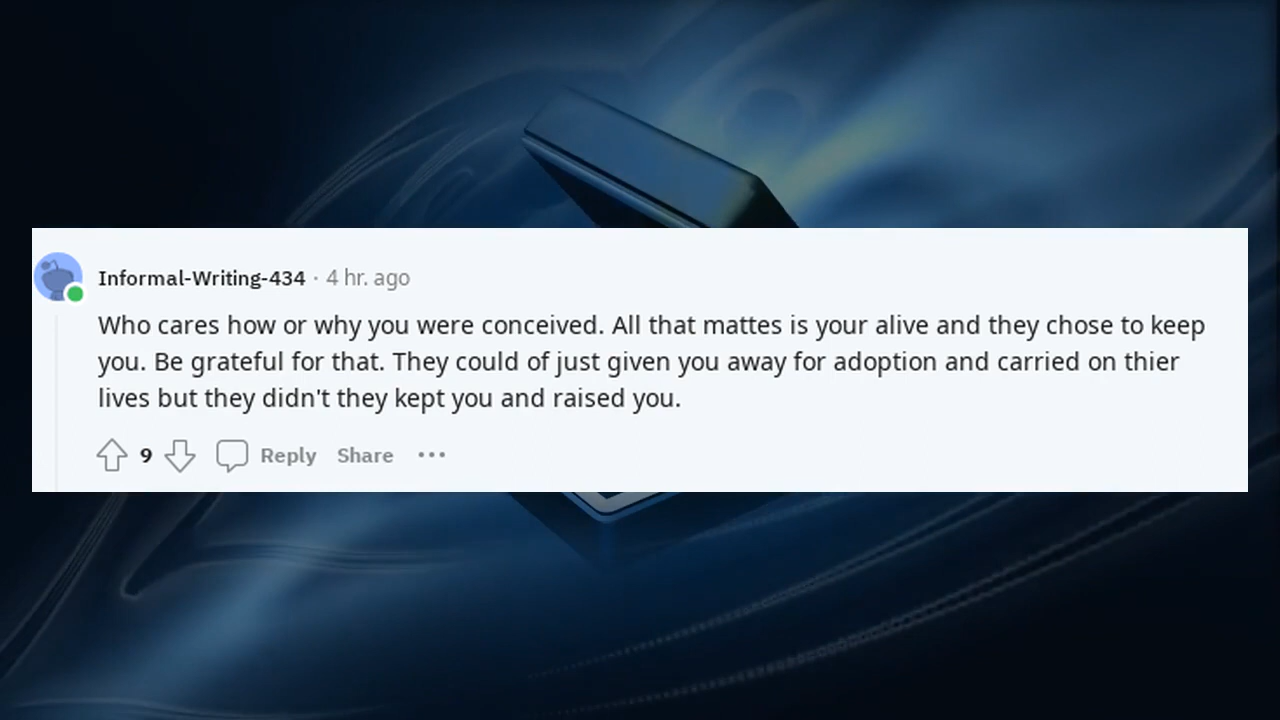 Informal-Writing-434 · 4 hr. ago
Who cares how or why you were conceived. All that mattes is your alive and they chose to keep
you. Be grateful for that. They could of just given you away for adoption and carried on thier
lives but they didn't they kept you and raised you.
9 Reply Share ...